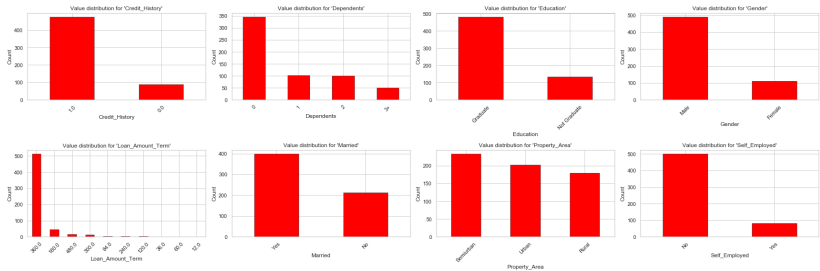 Value distribution for 'Credit_History'
500
400
300
200
100
0
Count
1.0
0.0
Credit_History
Value distribution for 'Dependents'
350
300
250
200
150
100
50
0
Count
0
1
2
3+
Dependents
Value distribution for 'Education'
500
400
300
200
100
0
Count
Graduate
Not Graduate
Education
Value distribution for 'Gender'
500
400
300
200
100
0
Count
Male
Female
Gender
Value distribution for 'Loan_Amount_Term'
500
400
300
200
100
0
Count
360.0
180.0
480.0
300.0
84.0
240.0
120.0
36.0
60.0
12.0
Loan_Amount_Term
Value distribution for 'Married'
400
300
200
100
0
Count
Yes
No
Married
Value distribution for 'Property_Area'
200
150
100
50
0
Count
Semiurban
Urban
Rural
Property_Area
Value distribution for 'Self_Employed'
500
400
300
200
100
0
Count
No
Yes
Self_Employed